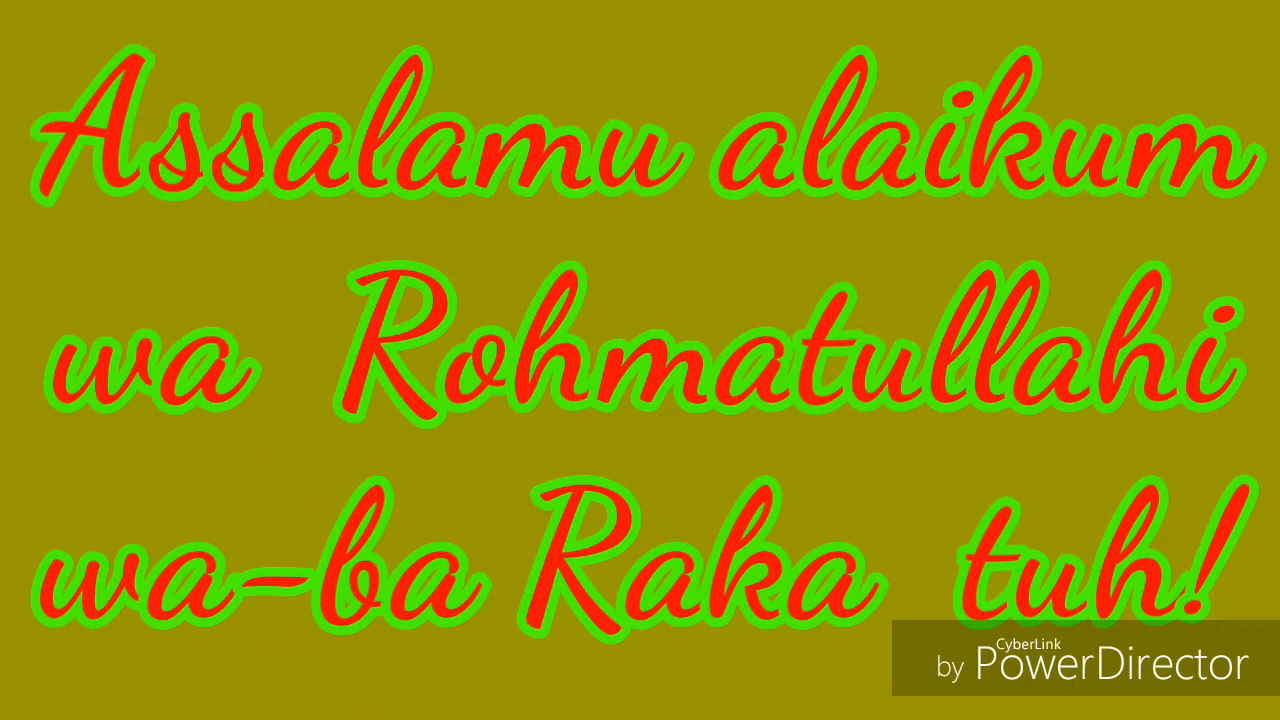 Assalamu alaikum
wa Rohmatullahi
wa-ba Raka tuh!
CyberLink
by PowerDirector